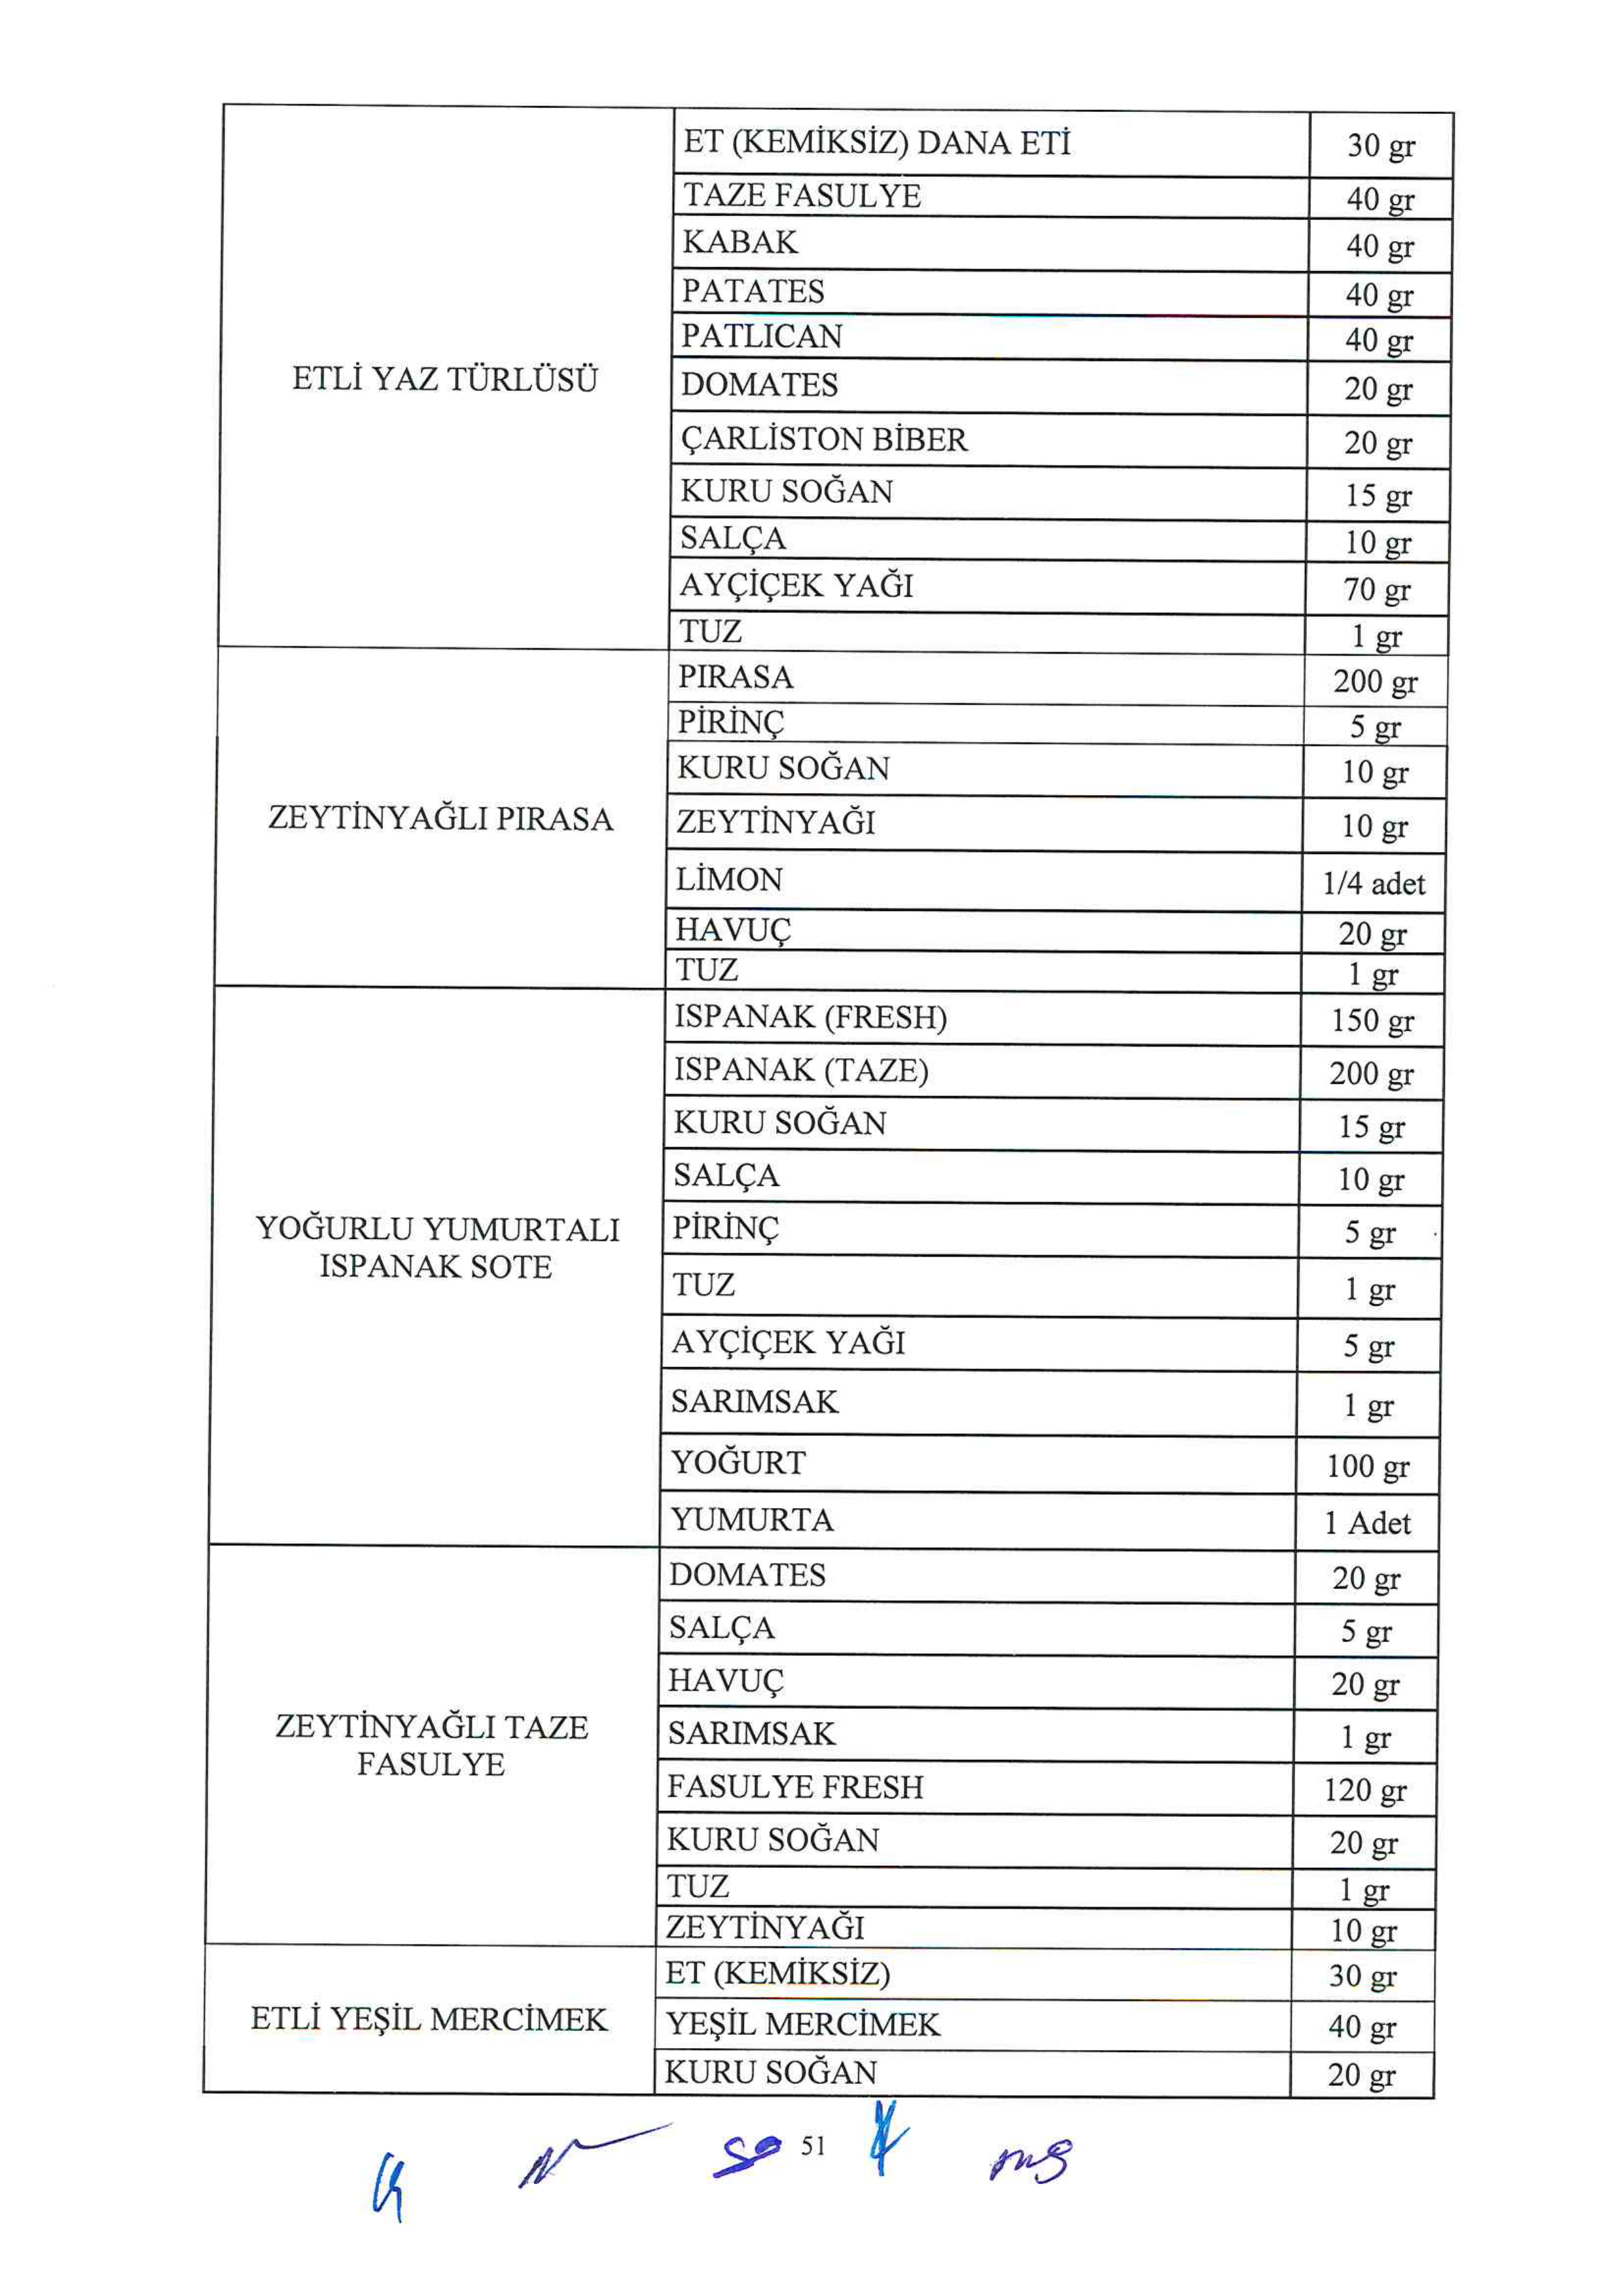 ET (KEMİKSİZ) DANA ETİ 30 gr
TAZE FASULYE 40 gr
KABAK 40 gr
PATATES 40 gr
PATLICAN 40 gr
ETLİ YAZ TÜRLÜSÜ DOMATES 20 gr
ÇARLİSTON BİBER 20 gr
KURU SOĞAN 15 gr
SALÇA 10 gr
AYÇİÇEK YAĞI 70 gr
TUZ 1 gr
PIRASA 200 gr
PİRİNÇ 5 gr
KURU SOĞAN 10 gr
ZEYTİNYAĞLI PIRASA ZEYTİNYAĞI 10 gr
LİMON 1/4 adet
HAVUÇ 20 gr
TUZ 1 gr
ISPANAK (FRESH) 150 gr
ISPANAK (TAZE) 200 gr
KURU SOĞAN 15 gr
SALÇA 10 gr
YOĞURLU YUMURTALI PİRİNÇ 5 gr
ISPANAK SOTE TUZ 1 gr
AYÇİÇEK YAĞI 5 gr
SARIMSAK 1 gr
YOĞURT 100 gr
YUMURTA 1 Adet
DOMATES 20 gr
SALÇA 5 gr
HAVUÇ 20 gr
ZEYTİNYAĞLI TAZE SARIMSAK 1 gr
FASULYE FASULYE FRESH 120 gr
KURU SOĞAN 20 gr
TUZ 1 gr
ZEYTİNYAĞI 10 gr
ET (KEMİKSİZ) 30 gr
ETLİ YEŞİL MERCİMEK YEŞİL MERCİMEK 40 gr
KURU SOĞAN 20 gr
51